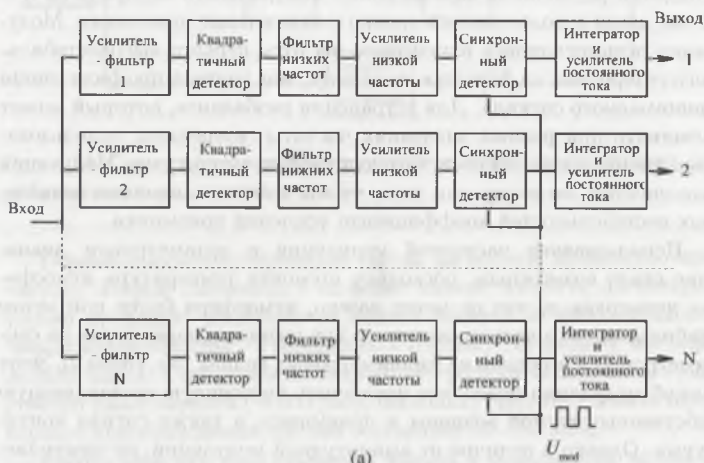 Выход
Усилитель-
фильтр
1
Квадра-
тичный
детектор
Фильтр
низких
частот
Усилитель
низкой
частоты
Синхрон-
ный
детектор
Интегратор
и
усилитель
постоянного
тока
1
Усилитель
фильтр
2
Квадра-
тичный
детектор
Фильтр
нижних
частот
Усилитель
низкой
частоты
Синхрон-
ный
детектор
Интегратор
и
усилитель
постоянного
тока
2
Вход
Усилитель
- фильтр
N
Квадра-
тичный
детектор
Фильтр
низких
частот
Усилитель
низкой
частоты
Синхрон-
ный
детектор
Интегратор
и
усилитель
постоянного
тока
N
(а)
U mod